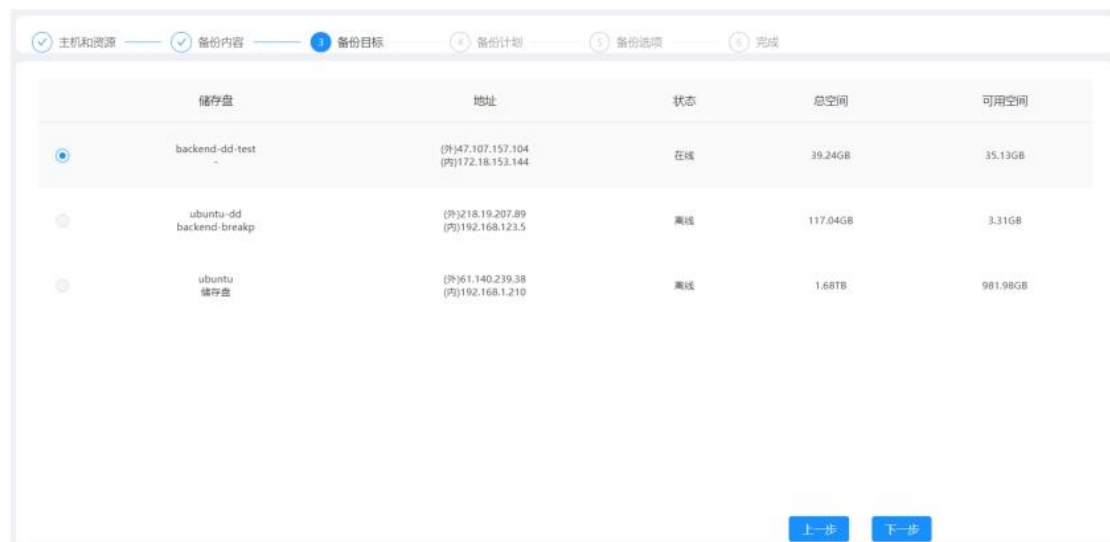 主机和资源 备份内容 3 备份目标 4 备份计划 5 备份选项 6 完成
储存盘 地址 状态 总空间 可用空间
backend-dd-test (外)47.107.157.104 在线 39.24GB 35.13GB
- (内)172.18.153.144
ubuntu-dd (外)218.19.207.89 离线 117.04GB 3.31GB
backend-breakp (内)192.168.123.5
ubuntu (外)61.140.239.38 离线 1.68TB 981.98GB
储存盘 (内)192.168.1.210
上一步 下一步